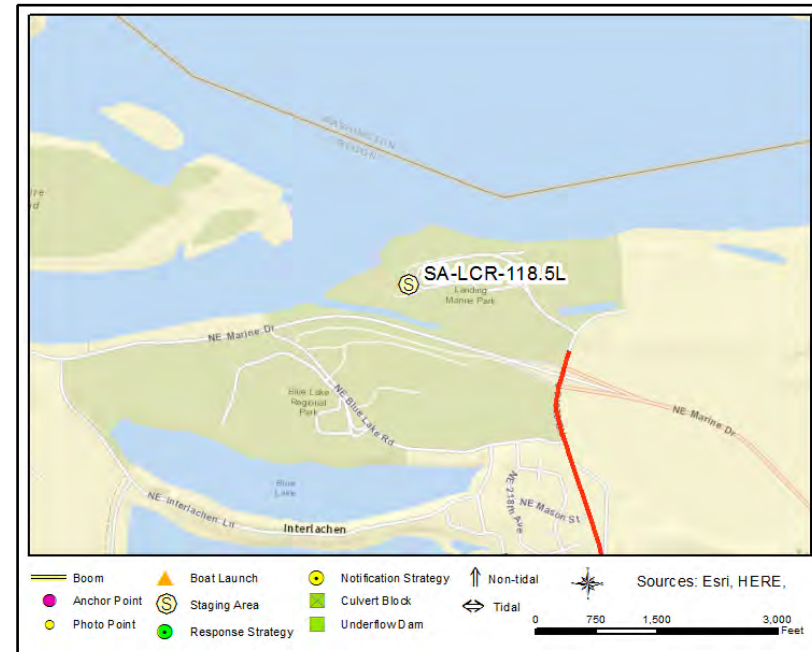 WASHINGTON
OREGON
SA-LCR-118.5L
Landing
Marine Park
NE Marine Dr
Blue Lake
Regional
Park
NE Blue Lake Rd
NE Marine Dr
Blue
Lake
NE Interlachen Ln
Interlachen
NE 218th Ave
NE Mason St
Boom
Boat Launch
Notification Strategy
Non-tidal
Sources: Esri, HERE,
Anchor Point
Staging Area
Culvert Block
Tidal
Photo Point
Response Strategy
Underflow Dam
0 750 1,500 3,000
Feet